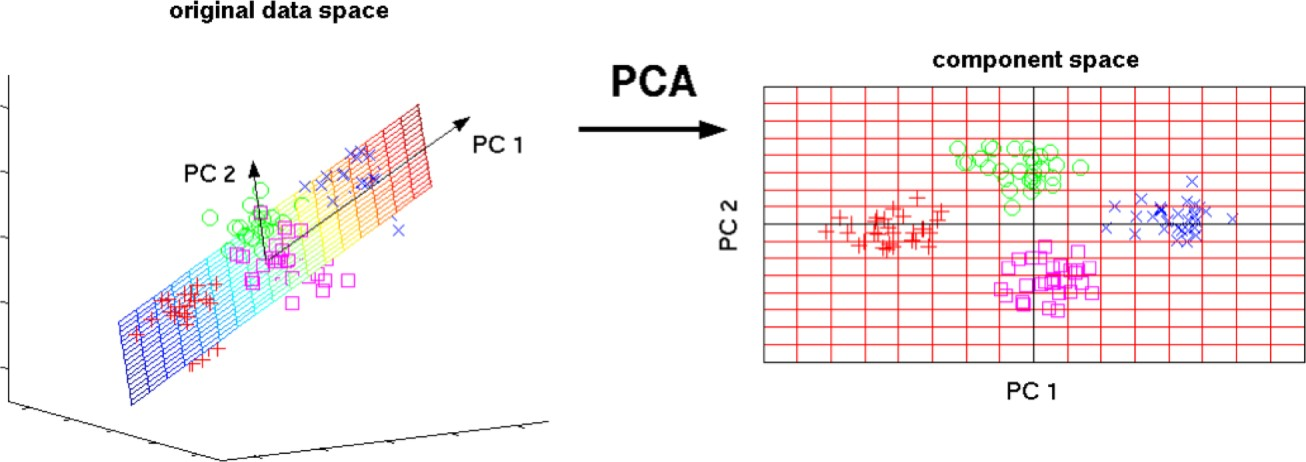 original data space
PC 1
PC 2
PCA
component space
PC 2
PC 1